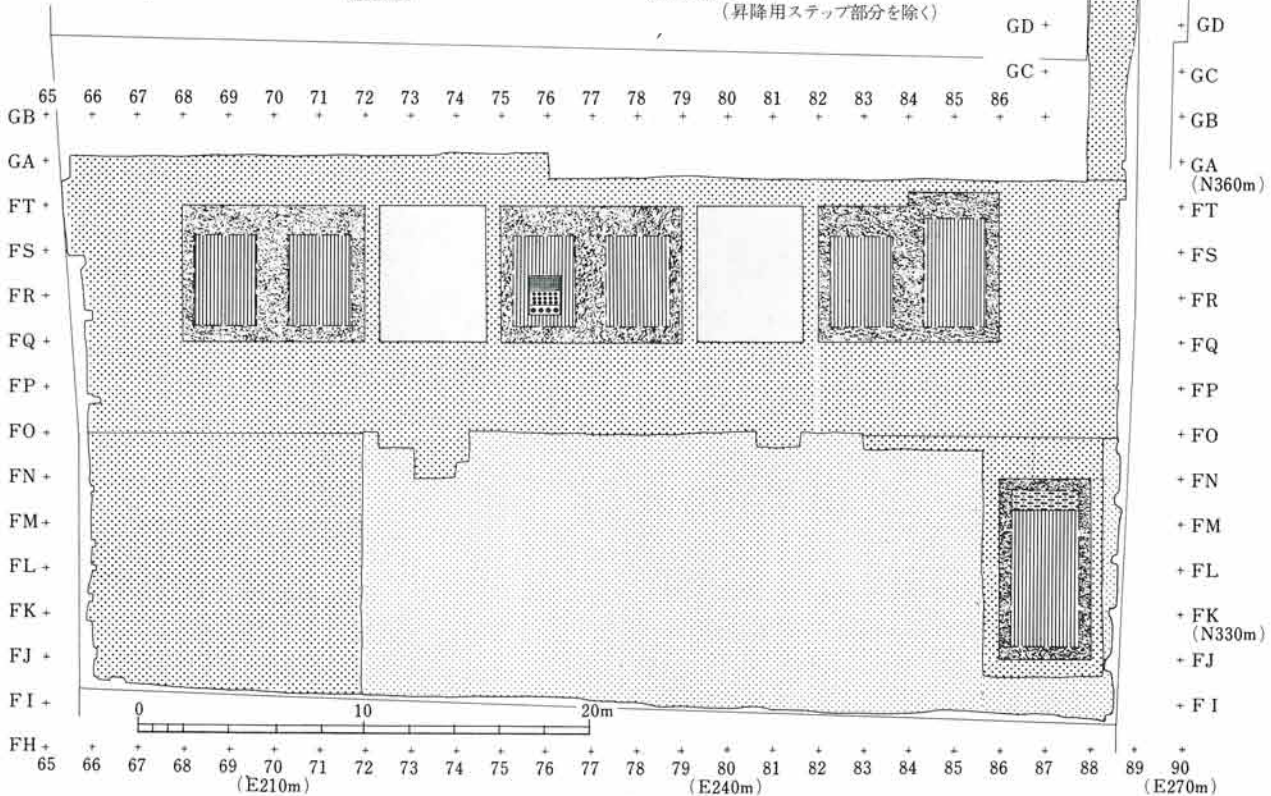 (昇降用ステップ部分を除く)
GD GD
GC GC
65 66 67 68 69 70 71 72 73 74 75 76 77 78 79 80 81 82 83 84 85 86
GB GB
GA GA
(N360m)
FT FT
FS FS
FR FR
FQ FQ
FP FP
FO FO
FN FN
FM FM
FL FL
FK FK
(N330m)
FJ FJ
FI FI
0 10 20m
FH
65 66 67 68 69 70 71 72 73 74 75 76 77 78 79 80 81 82 83 84 85 86 87 88 89 90
(E210m) (E240m) (E270m)